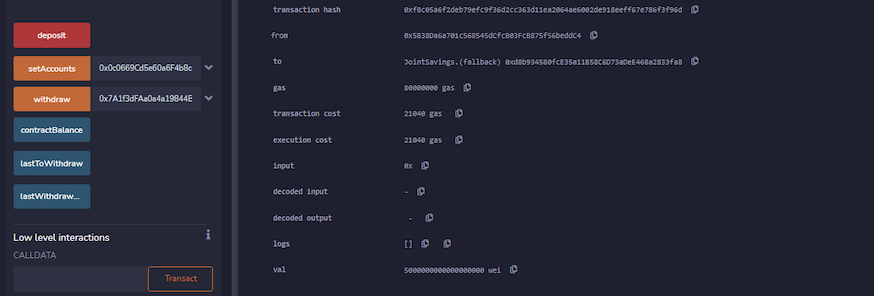 deposit
setAccounts 0x0c0669Cd5e60a6F4b8c
withdraw 0x7A1f3dFAa0a4a19844E
contractBalance
lastToWithdraw
lastWithdraw...
Low level interactions
CALLDATA
Transact
transaction hash 0xf8c05a6f2deb79efc9f36d2cc363d11ea2064ae6002de918eeff67e786f3f96d
from 0x5B38Da6a701c568545dCfcB03FcB875f56beddC4
to JointSavings.(fallback) 0xd8b934580fcE35a11B58C6D73aDeE468a2833fa8
gas 80000000 gas
transaction cost 21040 gas
execution cost 21040 gas
input 0x
decoded input -
decoded output -
logs []
val 5000000000000000000 wei